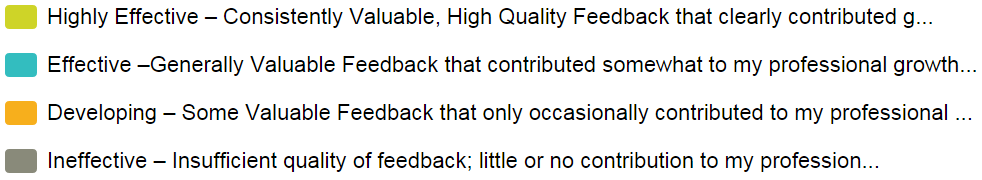 Highly Effective – Consistently Valuable, High Quality Feedback that clearly contributed g...
Effective –Generally Valuable Feedback that contributed somewhat to my professional growth...
Developing – Some Valuable Feedback that only occasionally contributed to my professional ...
Ineffective – Insufficient quality of feedback; little or no contribution to my profession...